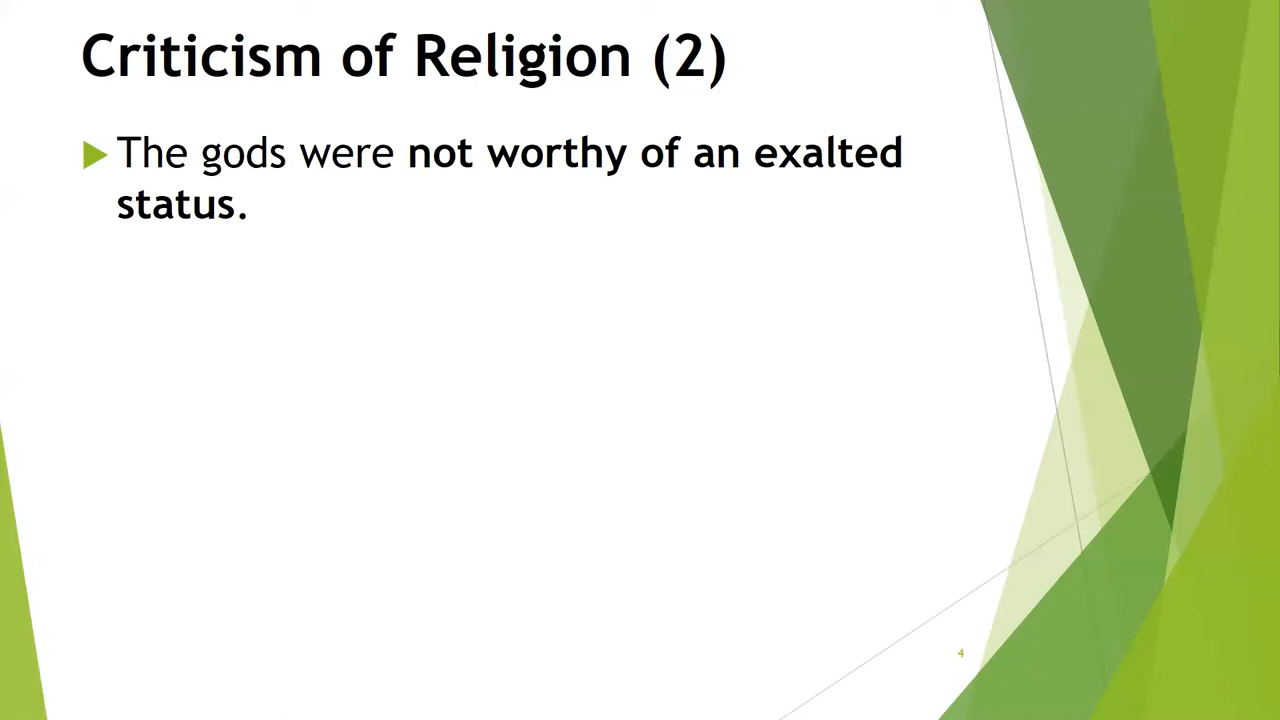 Criticism of Religion (2)
The gods were not worthy of an exalted
status.
4